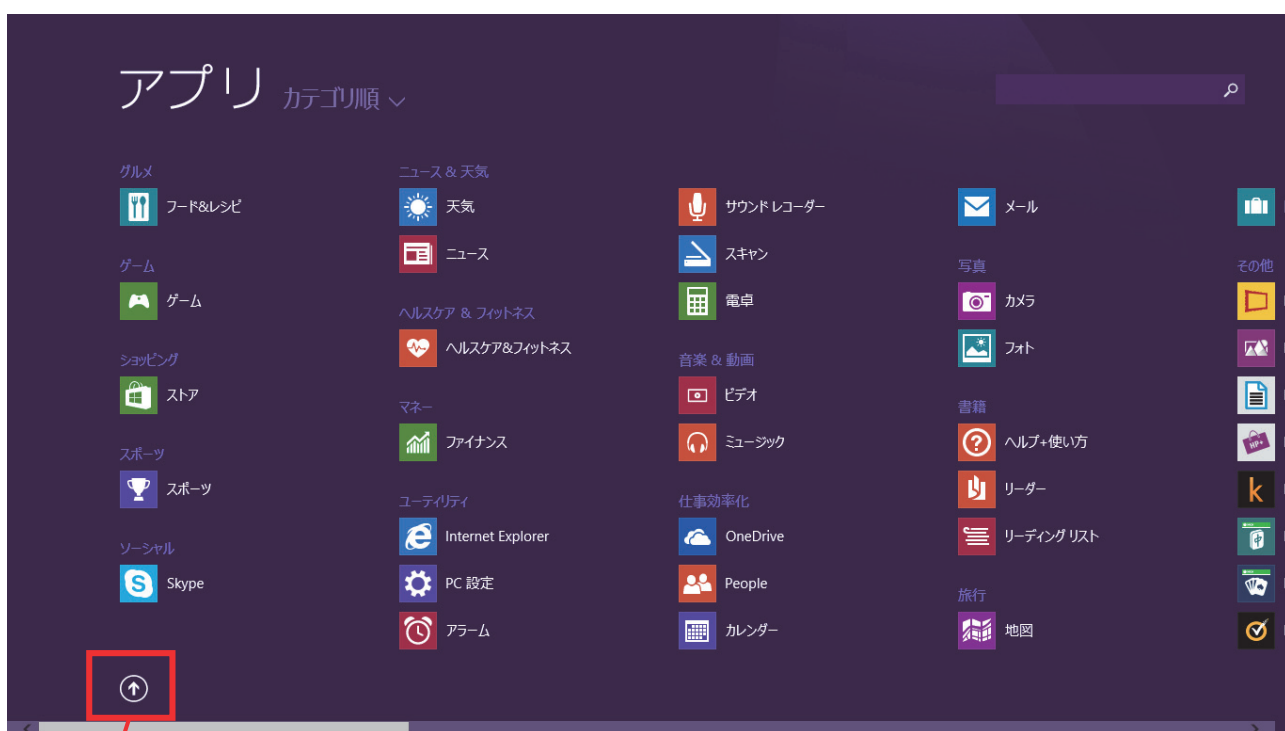 アプリ カテゴリ順
グルメ
フード&レシピ
ゲーム
ゲーム
ショッピング
ストア
スポーツ
スポーツ
ソーシャル
Skype
ニュース & 天気
天気
ニュース
ヘルスケア & フィットネス
ヘルスケア&フィットネス
マネー
ファイナンス
ユーティリティ
Internet Explorer
PC 設定
アラーム
サウンド レコーダー
スキャン
電卓
音楽 & 動画
ビデオ
ミュージック
仕事効率化
OneDrive
People
カレンダー
メール
写真
カメラ
フォト
書籍
ヘルプ+使い方
リーダー
リーディング リスト
旅行
地図
その他